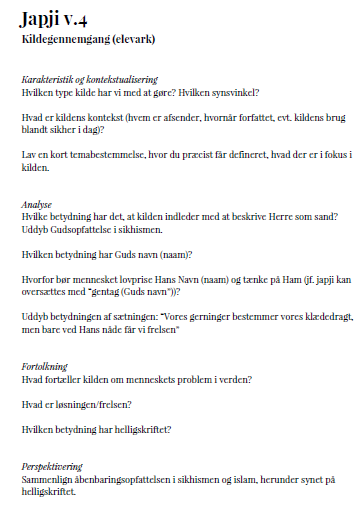 Japji v.4
Kildegennemgang (elevark)
Karakteristik og kontekstualisering
Hvilken type kilde har vi med at gøre? Hvilken synsvinkel?
Hvad er kildens kontekst (hvem er afsender, hvornår forfattet, evt. kildens brug
blandt sikher i dag)?
Lav en kort temabestemmelse, hvor du præcist får defineret, hvad der er i fokus i
kilden.
Analyse
Hvilke betydning har det, at kilden indleder med at beskrive Herre som sand?
Uddyb Gudsopfattelse i sikhismen.
Hvilken betydning har Guds navn (naam)?
Hvorfor bør mennesket lovprise Hans Navn (naam) og tænke på Ham (jf. japji kan
oversættes med "gentag (Guds navn"))?
Uddyb betydningen af sætningen: "Vores gerninger bestemmer vores klædedragt,
men bare ved Hans nåde får vi frelsen"
Fortolkning
Hvad fortæller kilden om menneskets problem i verden?
Hvad er løsningen/frelsen?
Hvilken betydning har helligskriftet?
Perspektivering
Sammenlign åbenbaringsopfattelsen i sikhismen og islam, herunder synet på
helligskriftet.